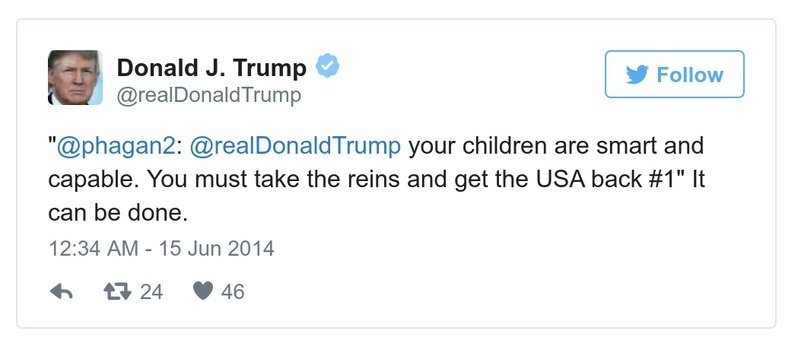 Donald J. Trump
@realDonaldTrump
Follow
"@phagan2: @realDonaldTrump your children are smart and
capable. You must take the reins and get the USA back #1" It
can be done.
12:34 AM - 15 Jun 2014
24 46